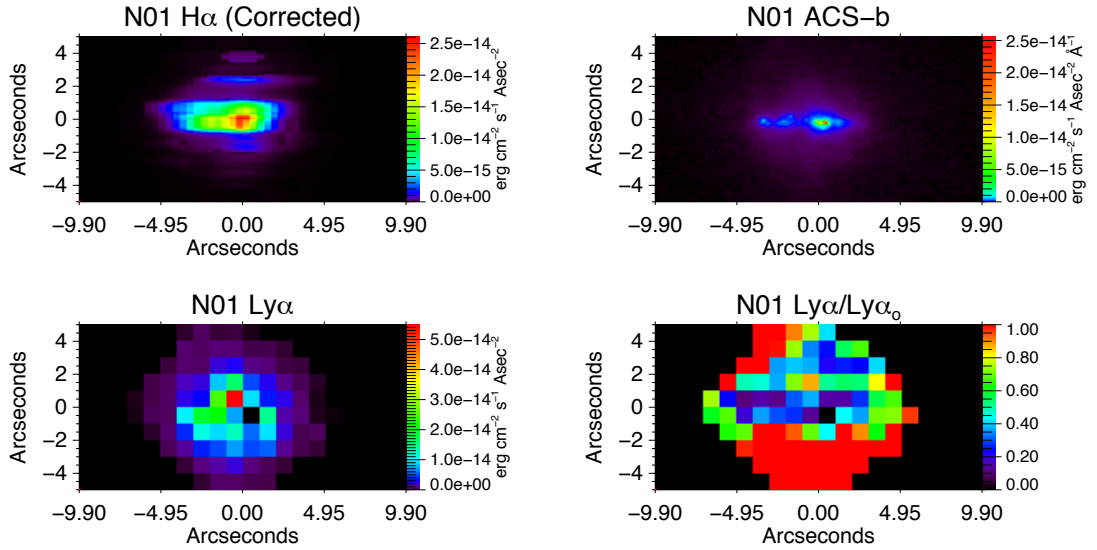 N01 Hα (Corrected)
Arcseconds
4
2
0
−2
−4
−9.90 −4.95 0.00 4.95 9.90
Arcseconds
2.5e−14
2.0e−14
1.5e−14
1.0e−14
5.0e−15
0.0e+00
erg cm⁻² s⁻¹ Asec⁻²
N01 ACS−b
Arcseconds
4
2
0
−2
−4
−9.90 −4.95 0.00 4.95 9.90
Arcseconds
2.5e−14
2.0e−14
1.5e−14
1.0e−14
5.0e−15
0.0e+00
erg cm⁻² s⁻¹ Asec⁻² Å⁻¹
N01 Lyα
Arcseconds
4
2
0
−2
−4
−9.90 −4.95 0.00 4.95 9.90
Arcseconds
5.0e−14
4.0e−14
3.0e−14
2.0e−14
1.0e−14
0.0e+00
erg cm⁻² s⁻¹ Asec⁻²
N01 Lyα/Lyαₒ
Arcseconds
4
2
0
−2
−4
−9.90 −4.95 0.00 4.95 9.90
Arcseconds
1.00
0.80
0.60
0.40
0.20
0.00